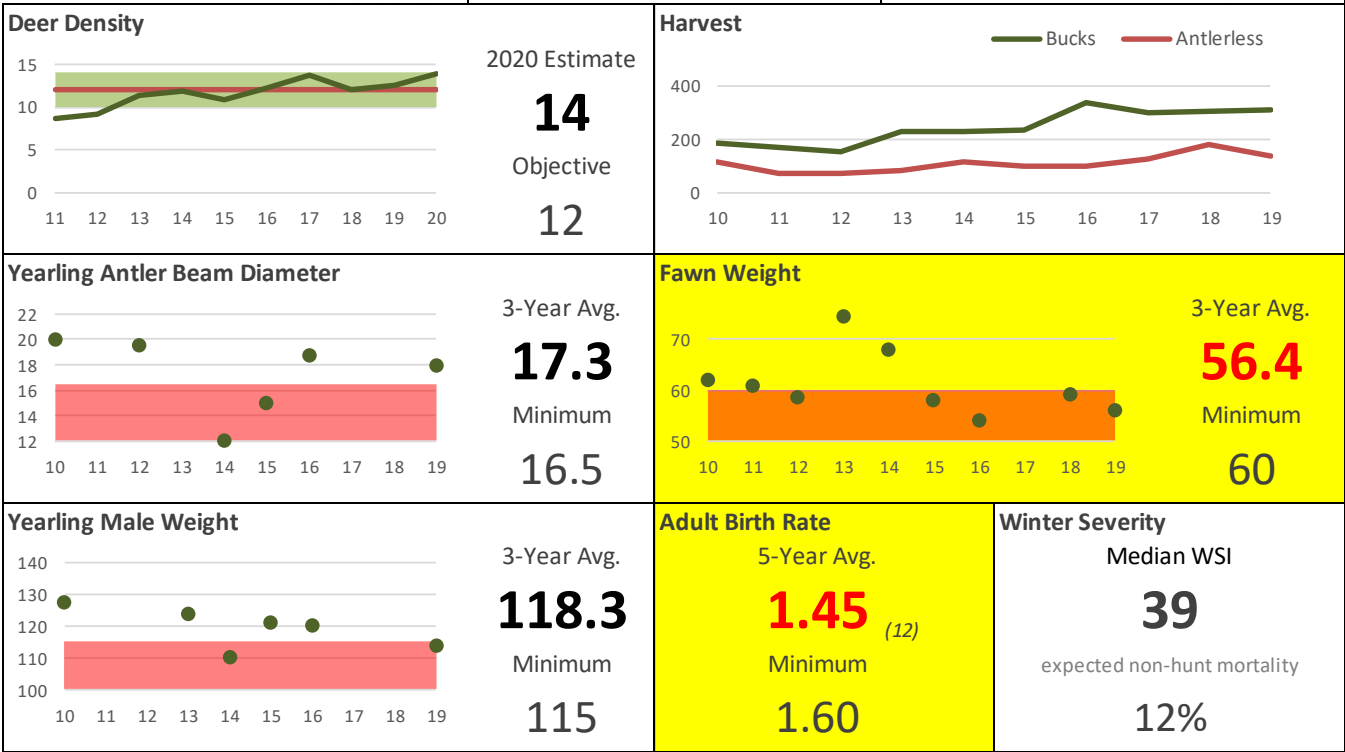 Deer Density
15
10
5
0
11 12 13 14 15 16 17 18 19 20
2020 Estimate
14
Objective
12
Harvest
Bucks Antlerless
400
200
0
10 11 12 13 14 15 16 17 18 19
Yearling Antler Beam Diameter
22
20
18
16
14
12
10 11 12 13 14 15 16 17 18 19
3-Year Avg.
17.3
Minimum
16.5
Fawn Weight
70
60
50
10 11 12 13 14 15 16 17 18 19
3-Year Avg.
56.4
Minimum
60
Yearling Male Weight
140
130
120
110
100
10 11 12 13 14 15 16 17 18 19
3-Year Avg.
118.3
Minimum
115
Adult Birth Rate
5-Year Avg.
1.45 (12)
Minimum
1.60
Winter Severity
Median WSI
39
expected non-hunt mortality
12%